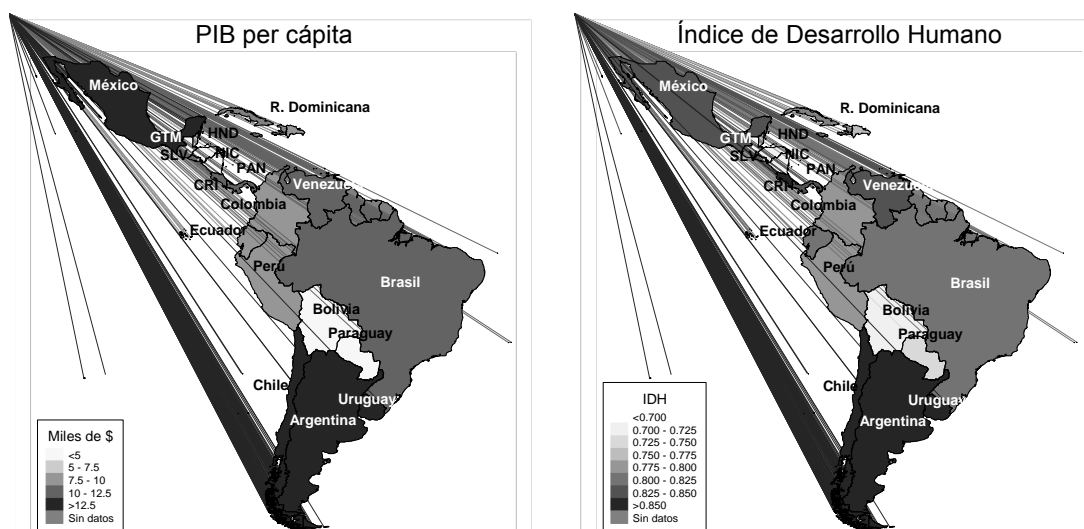 PIB per cápita
México
R. Dominicana
GTM
HND
SLV
NIC
PAN
CRI
Venezuel
Colombia
Ecuador
Perú
Brasil
Bolivia
Paraguay
Chile
Uruguay
Argentina
Miles de $
<5
5 - 7.5
7.5 - 10
10 - 12.5
>12.5
Sin datos
Índice de Desarrollo Humano
México
R. Dominicana
GTM
HND
SLV
NIC
PAN
CRI
Venezuela
Colombia
Ecuador
Perú
Brasil
Bolivia
Paraguay
Chile
Uruguay
Argentina
IDH
<0.700
0.700 - 0.725
0.725 - 0.750
0.750 - 0.775
0.775 - 0.800
0.800 - 0.825
0.825 - 0.850
>0.850
Sin datos